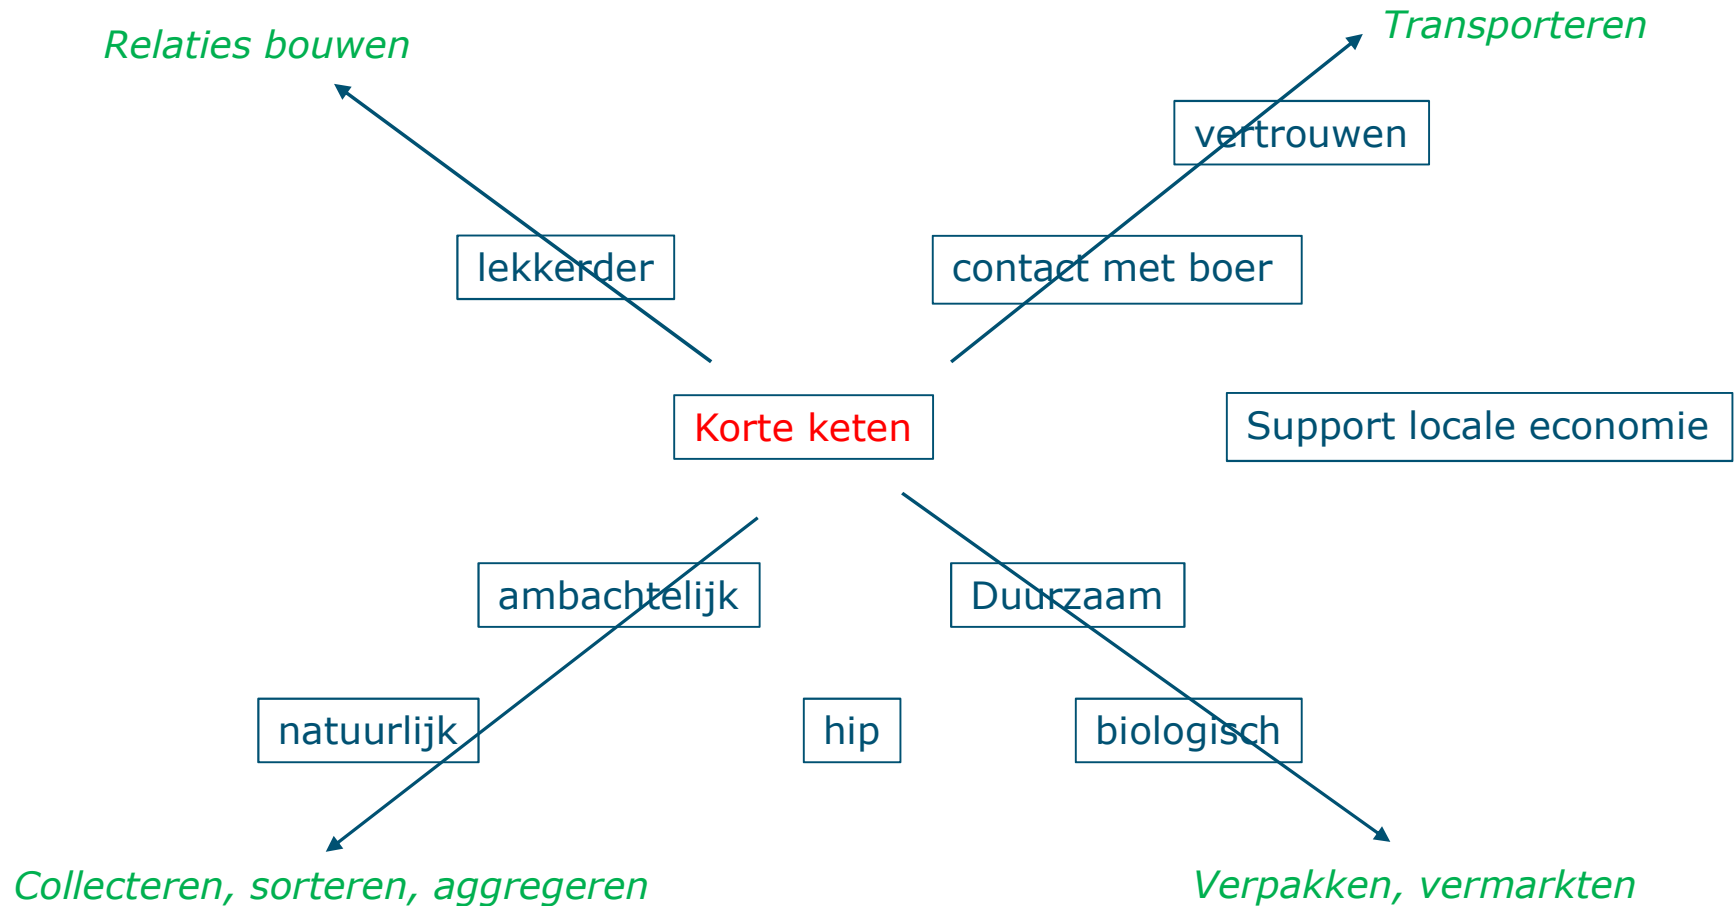 Relaties bouwen
Transporteren
vertrouwen
lekkerder
contact met boer
Korte keten
Support locale economie
ambachtelijk
Duurzaam
natuurlijk
hip
biologisch
Collecteren, sorteren, aggregeren
Verpakken, vermarkten